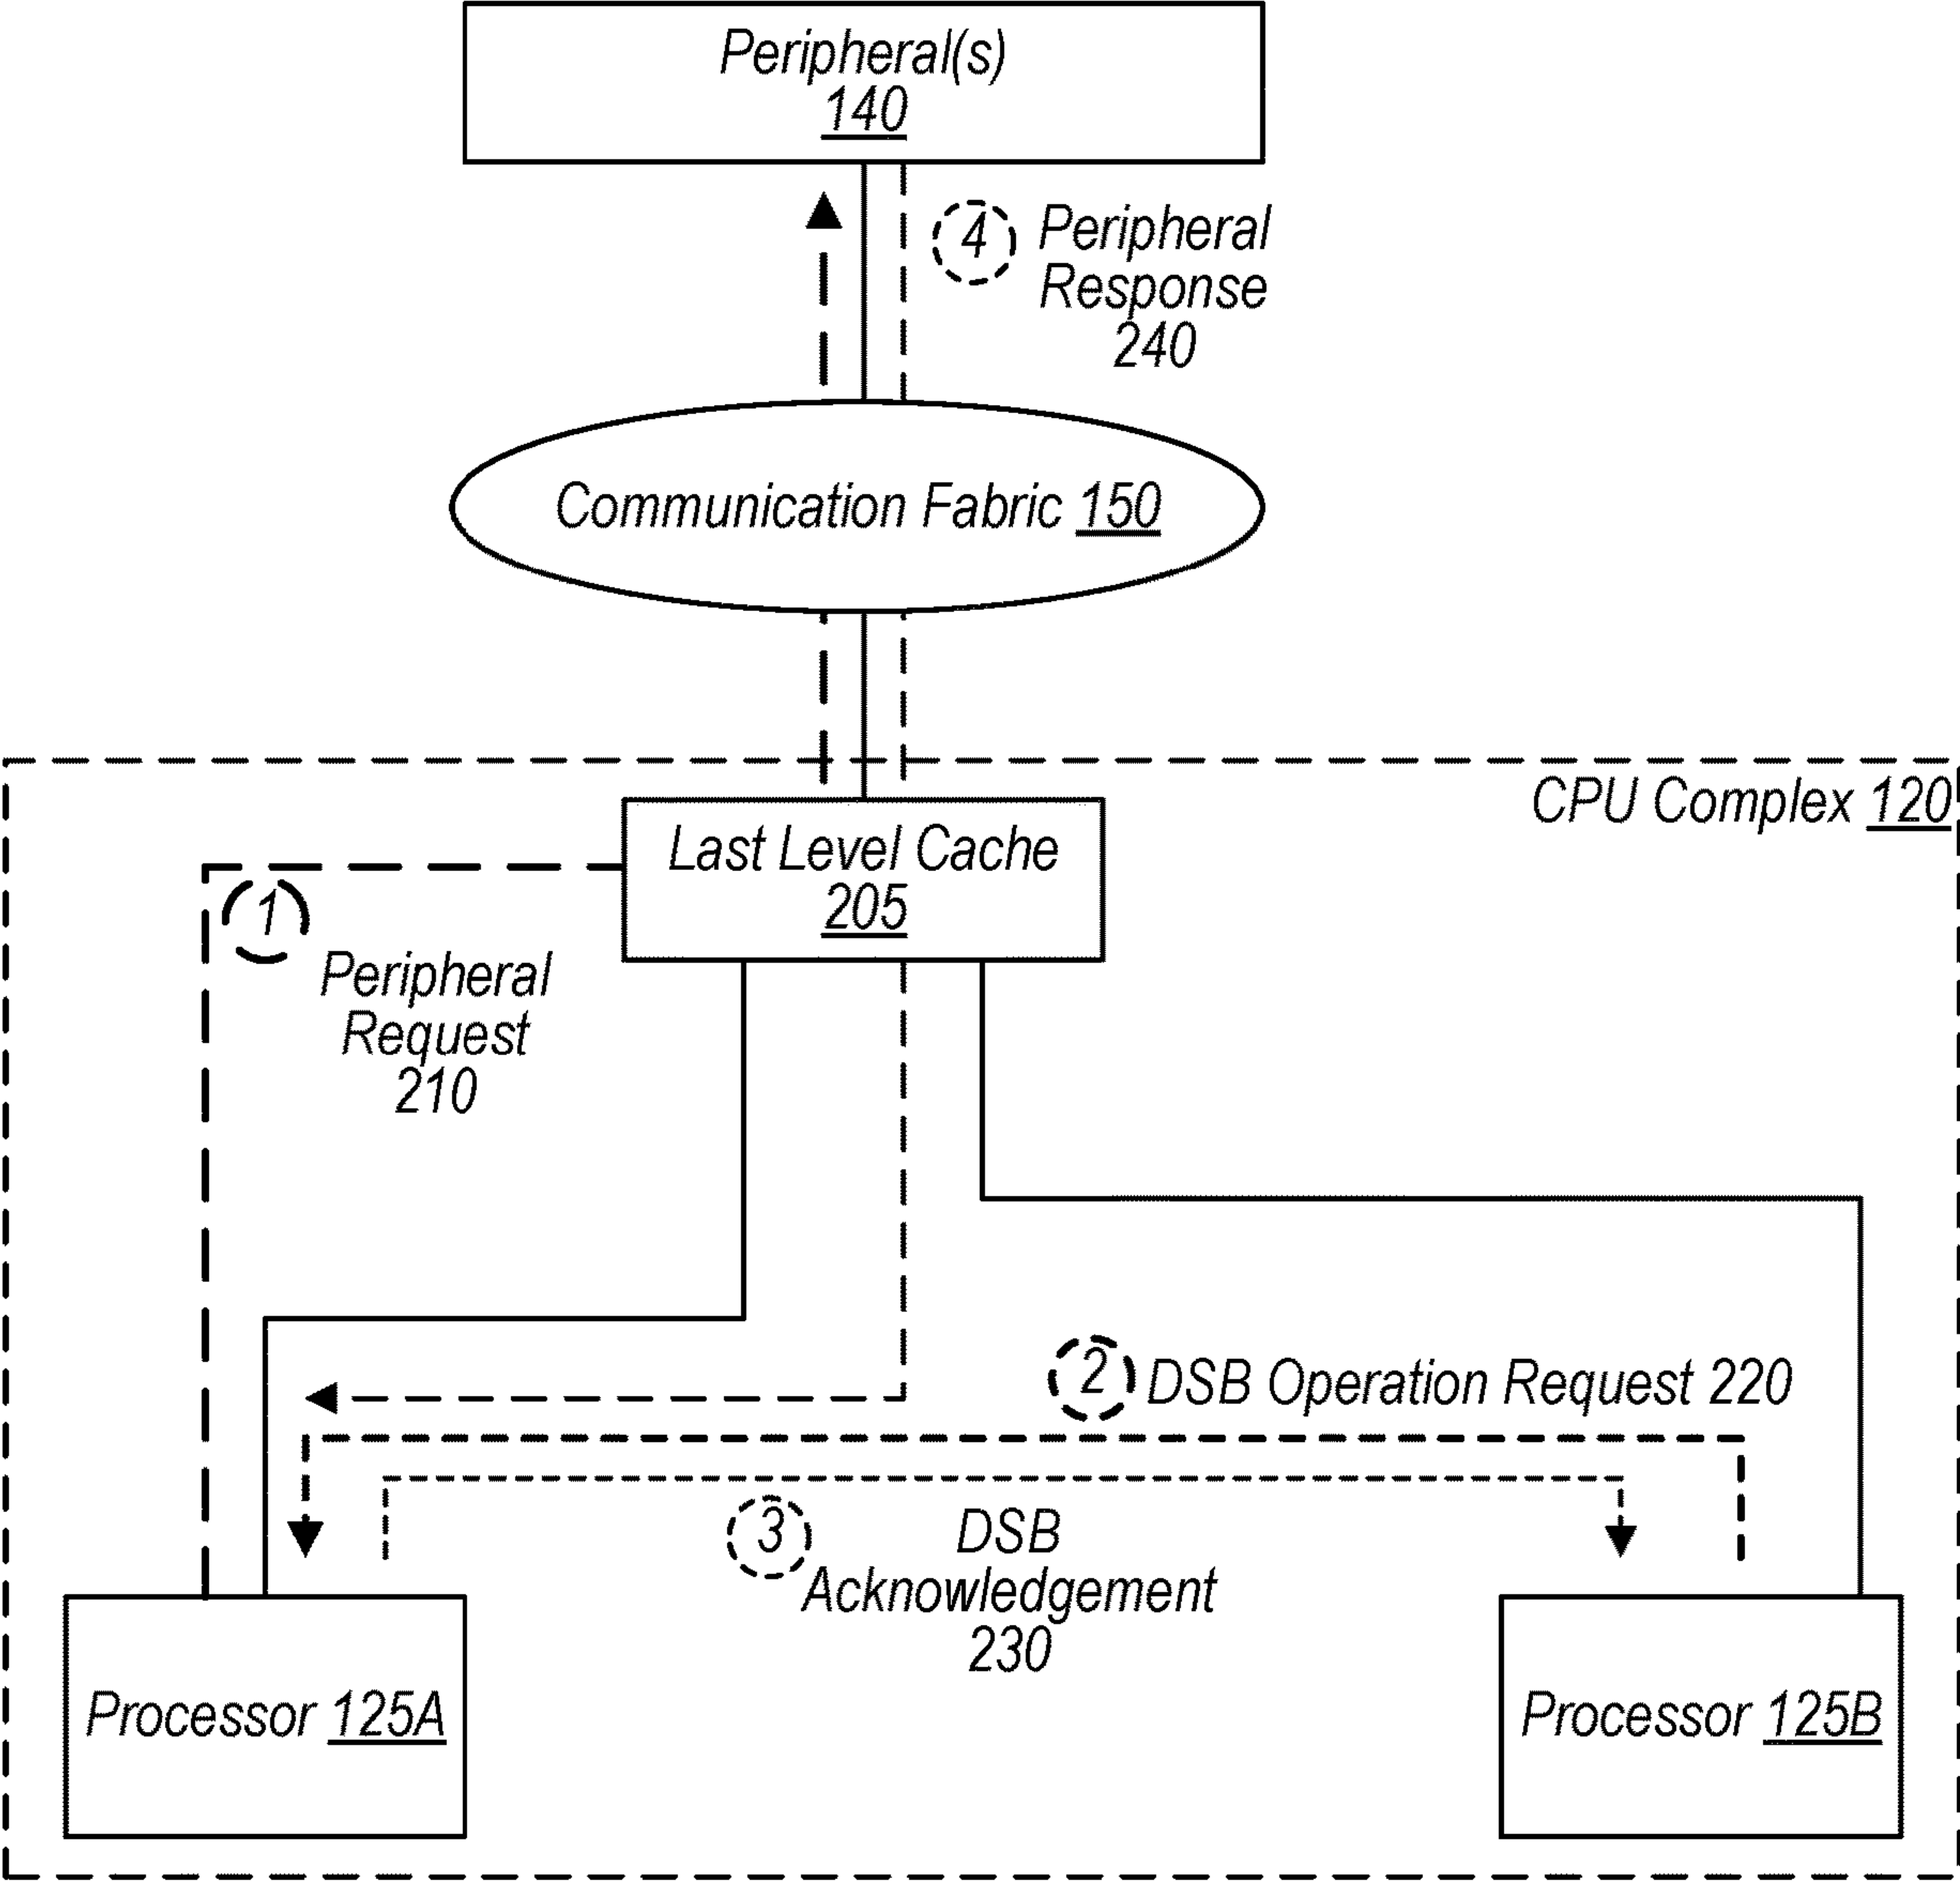 Peripheral(s)
140
4
Peripheral
Response
240
Communication Fabric 150
CPU Complex 120
Last Level Cache
205
1
Peripheral
Request
210
2
DSB Operation Request 220
3
DSB
Acknowledgement
230
Processor 125A
Processor 125B